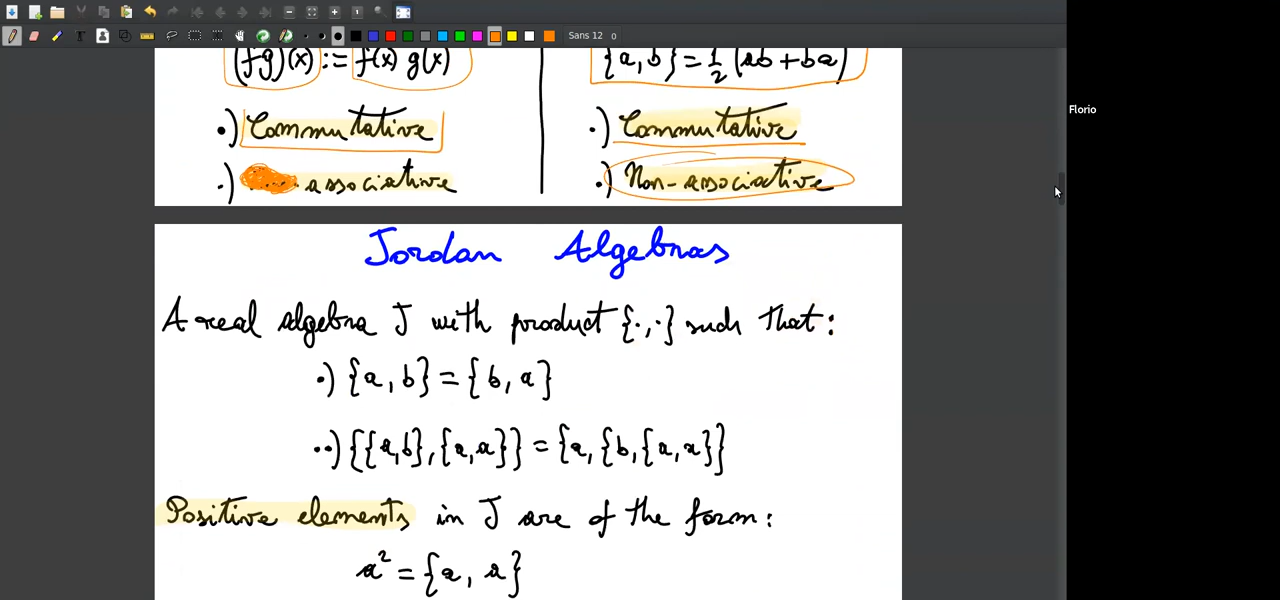 Sans 12 0
(fg)(x) := f(x) g(x)
{a, b} = 1/2 (ab + ba)
•) Commutative
•) Commutative
•) associative
•) Non-associative
Florio
Jordan Algebras
A real algebra J with product {·,·} such that:
•) {a, b} = {b, a}
••) {{a,b}, {a,a}} = {a, {b, {a,a}}
Positive elements in J are of the form:
a² = {a, a}